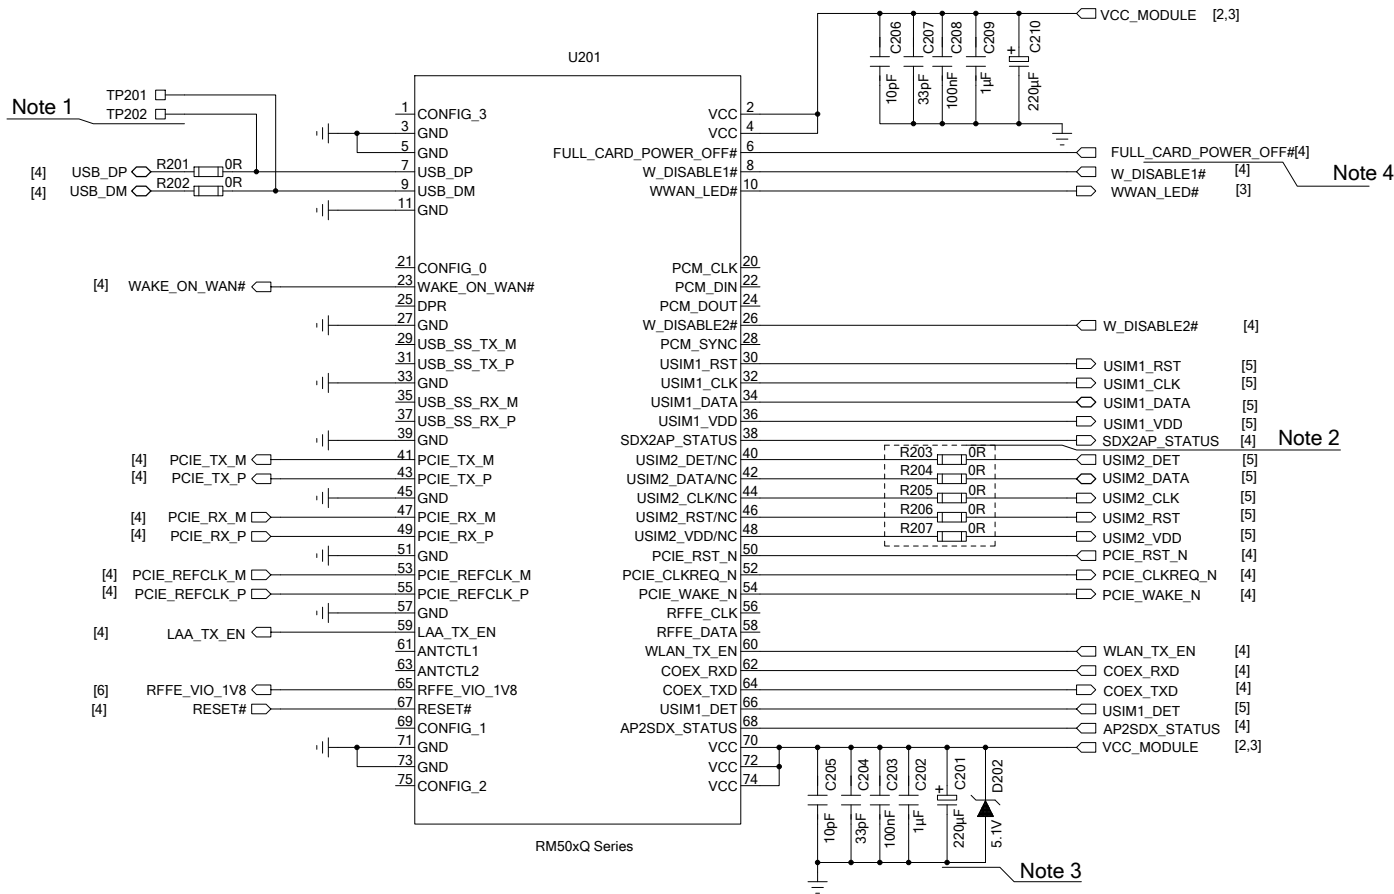 U201
VCC_MODULE [2,3]
C206 10pF
C207 33pF
C208 100nF
C209 1µF
C210 + 220µF
Note 1
TP201
TP202
[4] USB_DP R201 0R
[4] USB_DM R202 0R
1 CONFIG_3
3 GND
5 GND
7 USB_DP
9 USB_DM
11 GND
VCC 2
VCC 4
FULL_CARD_POWER_OFF# 6 FULL_CARD_POWER_OFF#[4]
W_DISABLE1# 8 W_DISABLE1# [4]
WWAN_LED# 10 WWAN_LED# [3]
Note 4
21 CONFIG_0
[4] WAKE_ON_WAN# 23 WAKE_ON_WAN#
25 DPR
27 GND
29 USB_SS_TX_M
31 USB_SS_TX_P
33 GND
35 USB_SS_RX_M
37 USB_SS_RX_P
39 GND
[4] PCIE_TX_M 41 PCIE_TX_M
[4] PCIE_TX_P 43 PCIE_TX_P
45 GND
[4] PCIE_RX_M 47 PCIE_RX_M
[4] PCIE_RX_P 49 PCIE_RX_P
51 GND
[4] PCIE_REFCLK_M 53 PCIE_REFCLK_M
[4] PCIE_REFCLK_P 55 PCIE_REFCLK_P
57 GND
[4] LAA_TX_EN 59 LAA_TX_EN
61 ANTCTL1
63 ANTCTL2
[6] RFFE_VIO_1V8 65 RFFE_VIO_1V8
[4] RESET# 67 RESET#
69 CONFIG_1
71 GND
73 GND
75 CONFIG_2
PCM_CLK 20
PCM_DIN 22
PCM_DOUT 24
W_DISABLE2# 26 W_DISABLE2# [4]
PCM_SYNC 28
USIM1_RST 30 USIM1_RST [5]
USIM1_CLK 32 USIM1_CLK [5]
USIM1_DATA 34 USIM1_DATA [5]
USIM1_VDD 36 USIM1_VDD [5]
SDX2AP_STATUS 38 SDX2AP_STATUS [4]
Note 2
USIM2_DET/NC 40 R203 0R USIM2_DET [5]
USIM2_DATA/NC 42 R204 0R USIM2_DATA [5]
USIM2_CLK/NC 44 R205 0R USIM2_CLK [5]
USIM2_RST/NC 46 R206 0R USIM2_RST [5]
USIM2_VDD/NC 48 R207 0R USIM2_VDD [5]
PCIE_RST_N 50 PCIE_RST_N [4]
PCIE_CLKREQ_N 52 PCIE_CLKREQ_N [4]
PCIE_WAKE_N 54 PCIE_WAKE_N [4]
RFFE_CLK 56
RFFE_DATA 58
WLAN_TX_EN 60 WLAN_TX_EN [4]
COEX_RXD 62 COEX_RXD [4]
COEX_TXD 64 COEX_TXD [4]
USIM1_DET 66 USIM1_DET [5]
AP2SDX_STATUS 68 AP2SDX_STATUS [4]
VCC 70 VCC_MODULE [2,3]
VCC 72
VCC 74
C205 10pF
C204 33pF
C203 100nF
C202 1µF
C201 + 220µF
D202 5.1V
RM50xQ Series
Note 3